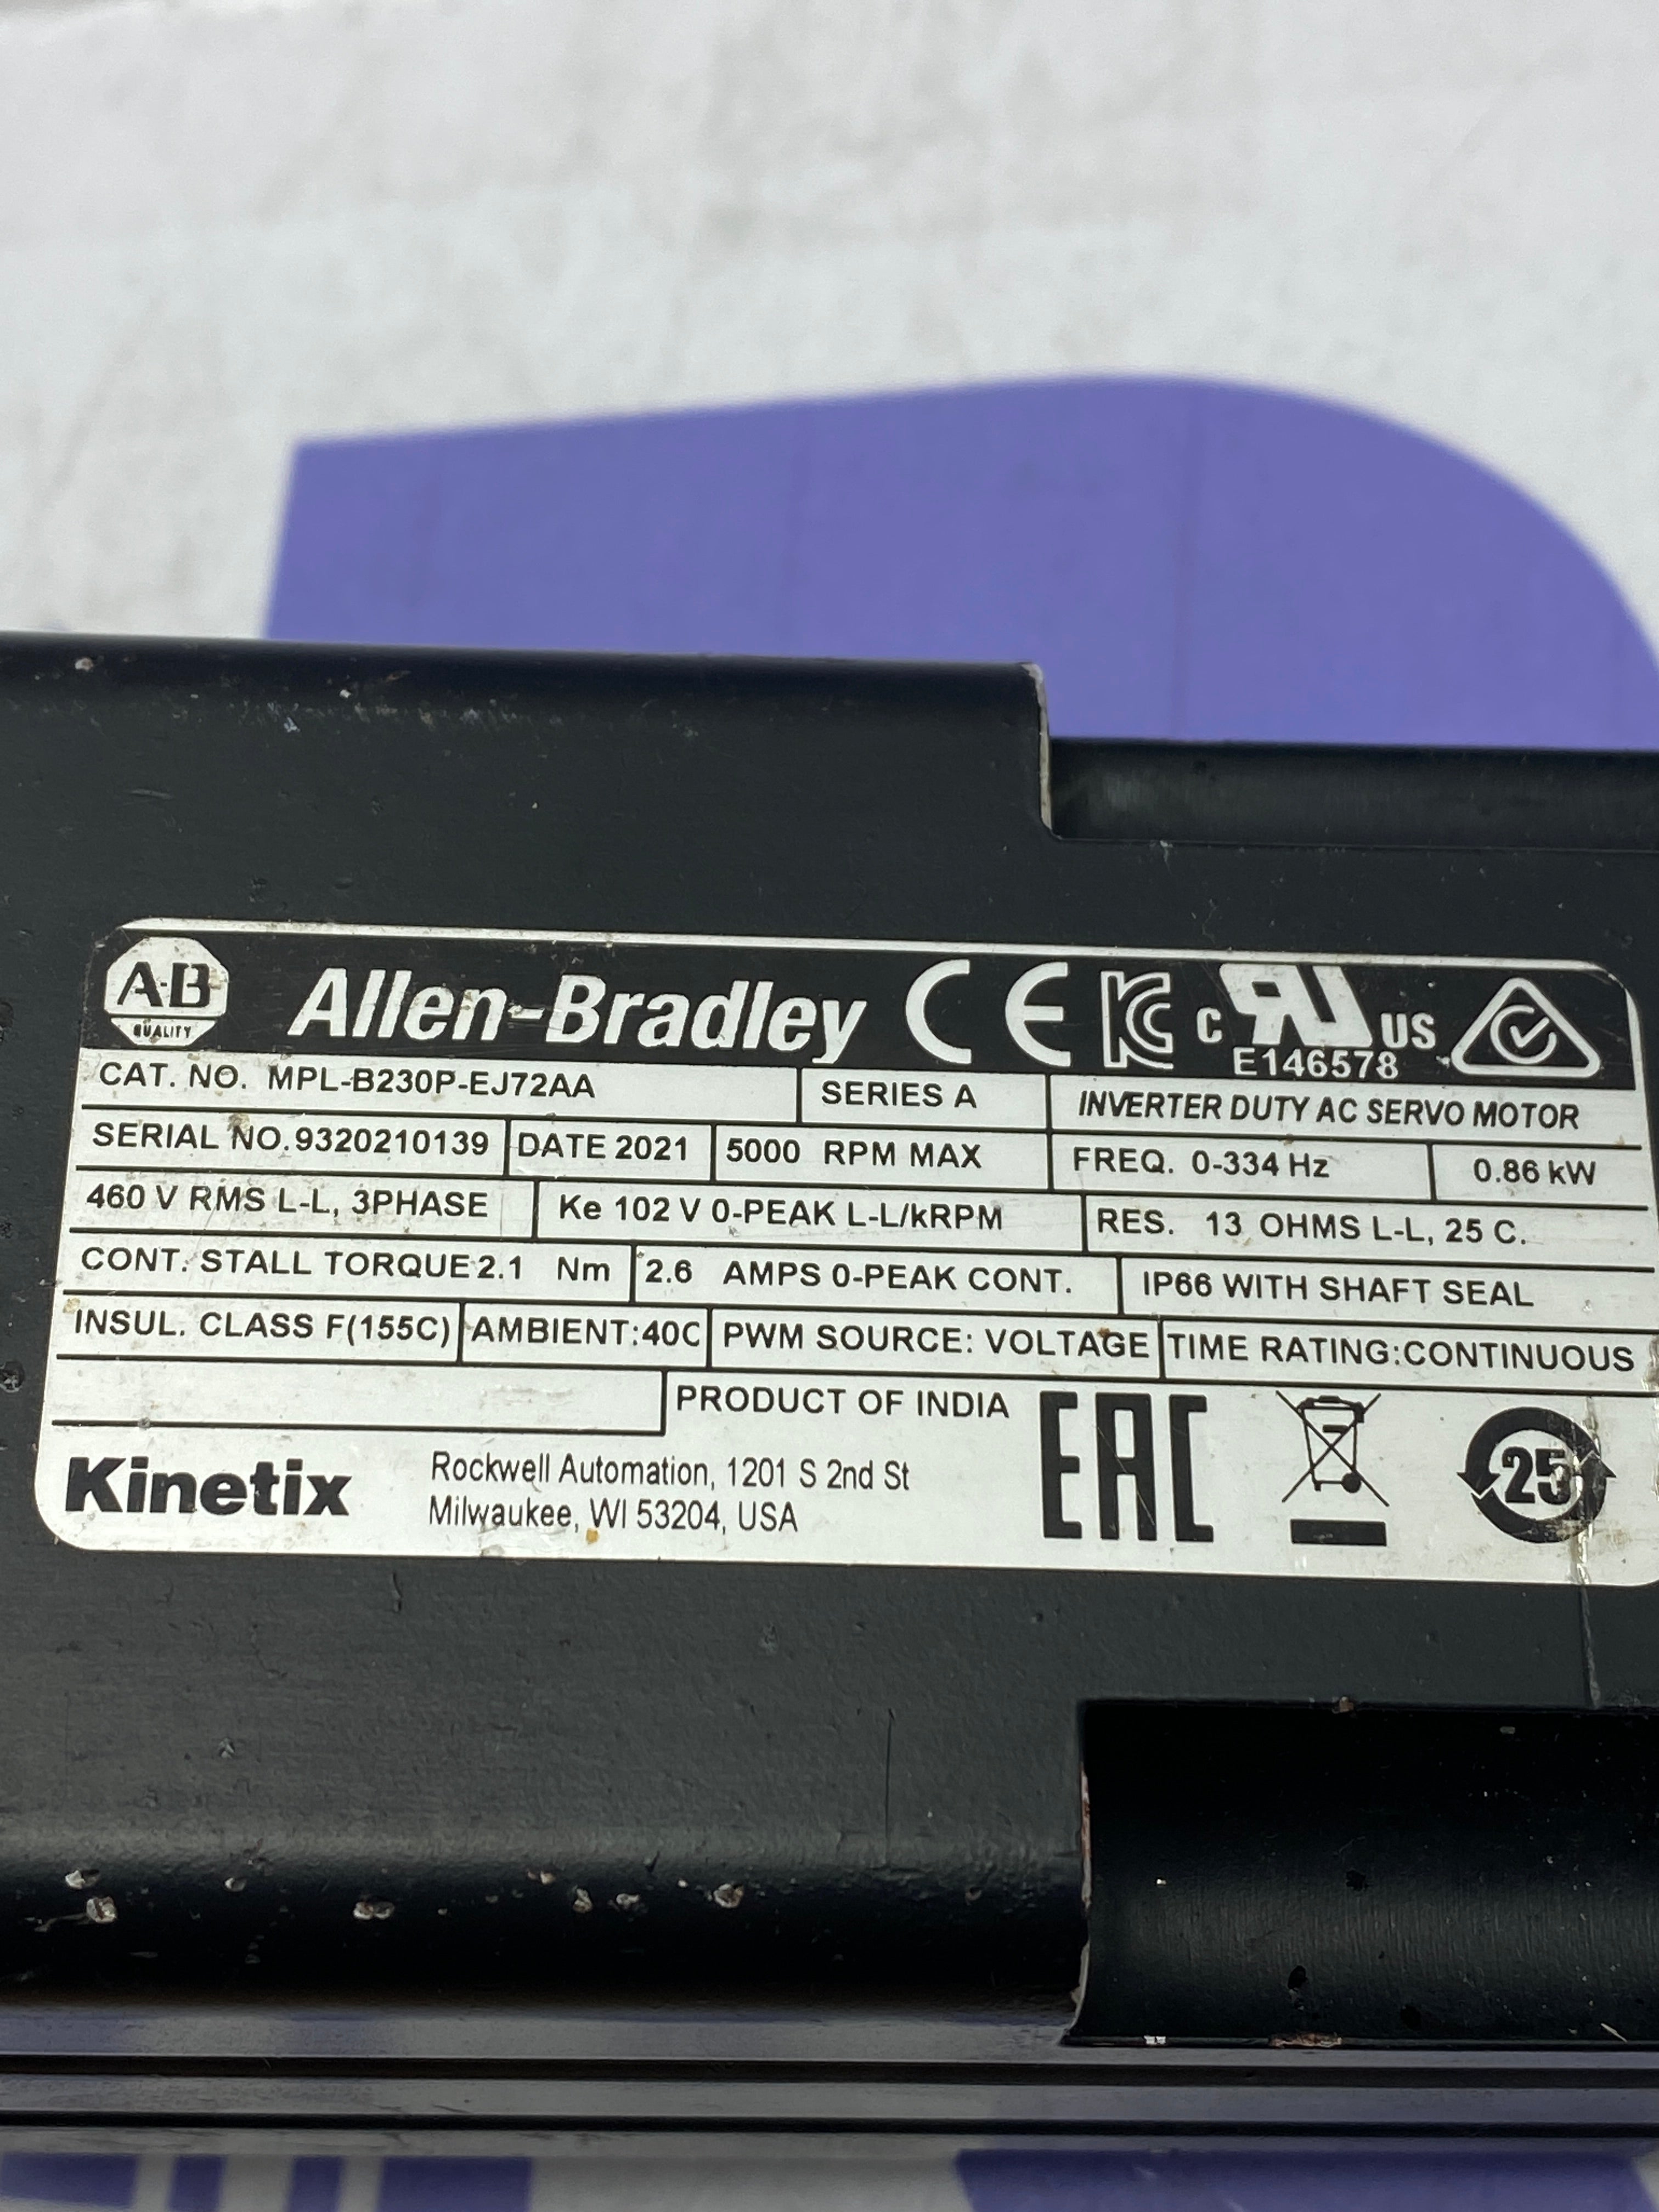 A-B QUALITY Allen-Bradley CE KC c RU US
E146578
CAT. NO. MPL-B230P-EJ72AA SERIES A INVERTER DUTY AC SERVO MOTOR
SERIAL NO.9320210139 DATE 2021 5000 RPM MAX FREQ. 0-334 Hz 0.86 kW
460 V RMS L-L, 3PHASE Ke 102 V 0-PEAK L-L/kRPM RES. 13 OHMS L-L, 25 C.
CONT. STALL TORQUE 2.1 Nm 2.6 AMPS 0-PEAK CONT. IP66 WITH SHAFT SEAL
INSUL. CLASS F(155C) AMBIENT:40C PWM SOURCE: VOLTAGE TIME RATING:CONTINUOUS
PRODUCT OF INDIA EAC 25
Kinetix Rockwell Automation, 1201 S 2nd St
Milwaukee, WI 53204, USA